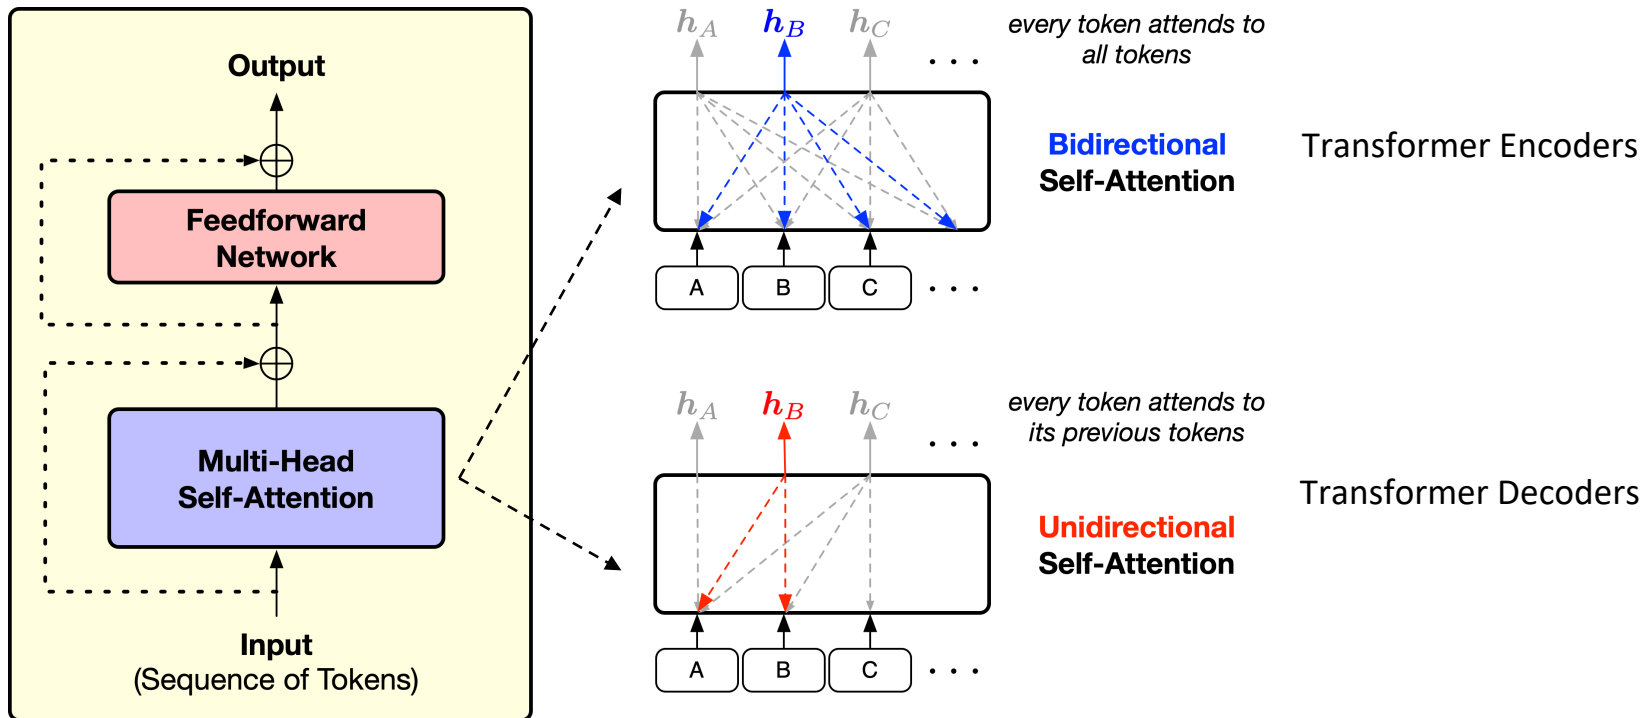 Output
Feedforward
Network
Multi-Head
Self-Attention
Input
(Sequence of Tokens)
h_A h_B h_C
. . .
every token attends to
all tokens
Bidirectional
Self-Attention
Transformer Encoders
A B C . . .
h_A h_B h_C
. . .
every token attends to
its previous tokens
Unidirectional
Self-Attention
Transformer Decoders
A B C . . .